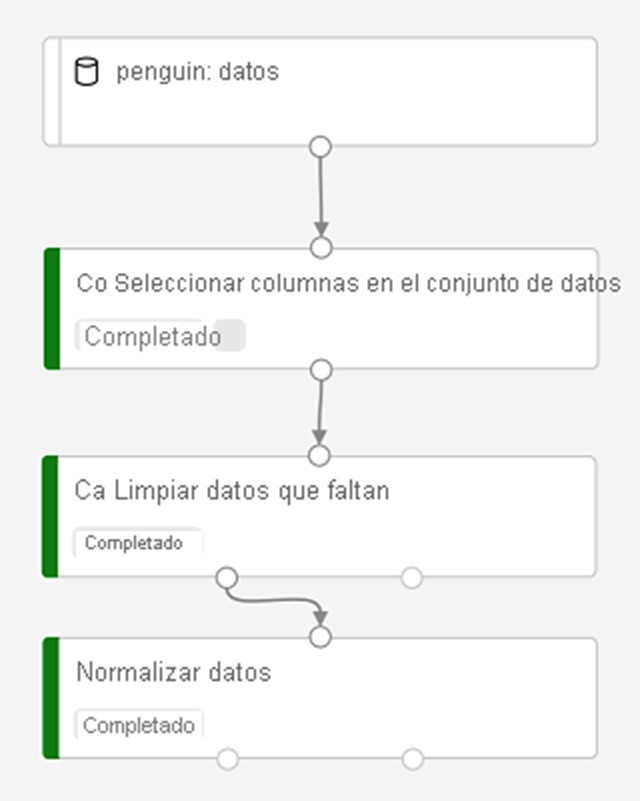 penguin: datos
Co Seleccionar columnas en el conjunto de datos
Completado
Ca Limpiar datos que faltan
Completado
Normalizar datos
Completado